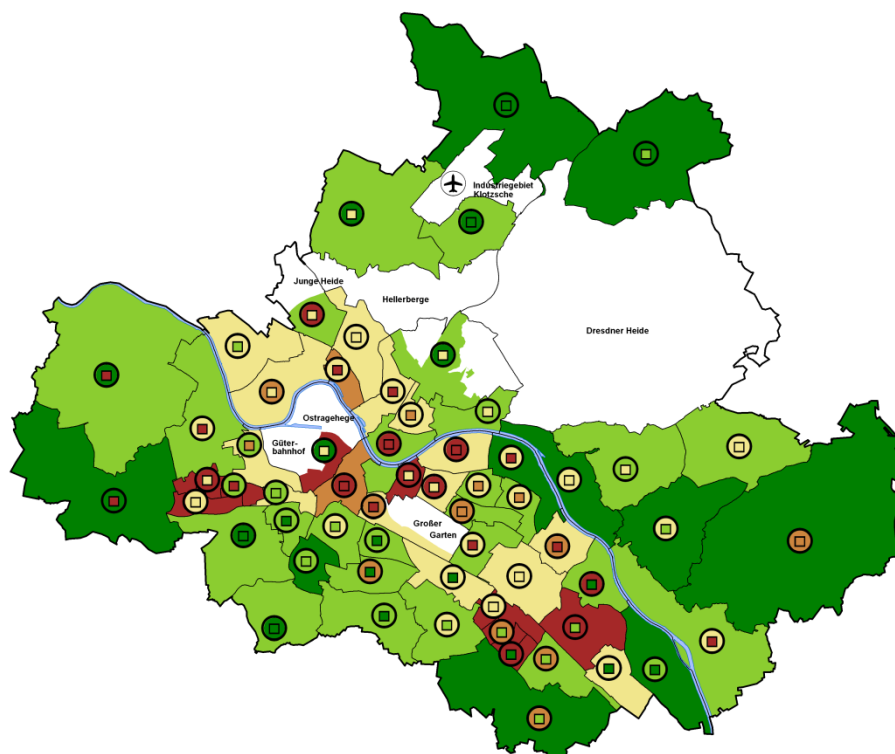 Industriegebiet
Klotzsche
Junge Heide
Hellerberge
Dresdner Heide
Ostragehege
Güter-
bahnhof
Großer
Garten